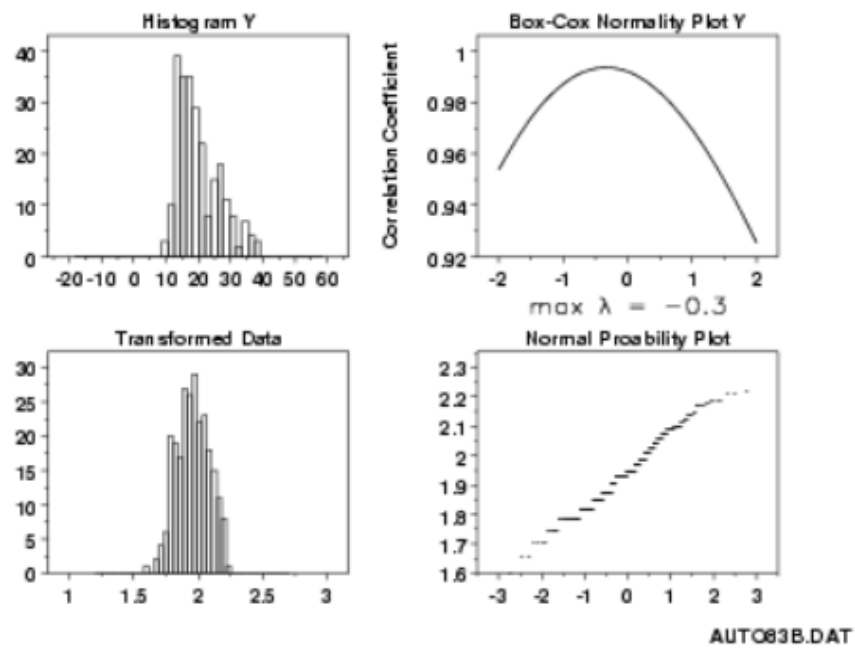 Histogram Y
40
30
20
10
0
-20 -10 0 10 20 30 40 50 60
Box-Cox Normality Plot Y
Correlation Coefficient
1
0.98
0.96
0.94
0.92
-2 -1 0 1 2
max λ = -0.3
Transformed Data
30
25
20
15
10
5
0
1 1.5 2 2.5 3
Normal Proability Plot
2.3
2.2
2.1
2
1.9
1.8
1.7
1.6
-3 -2 -1 0 1 2 3
AUTO83B.DAT